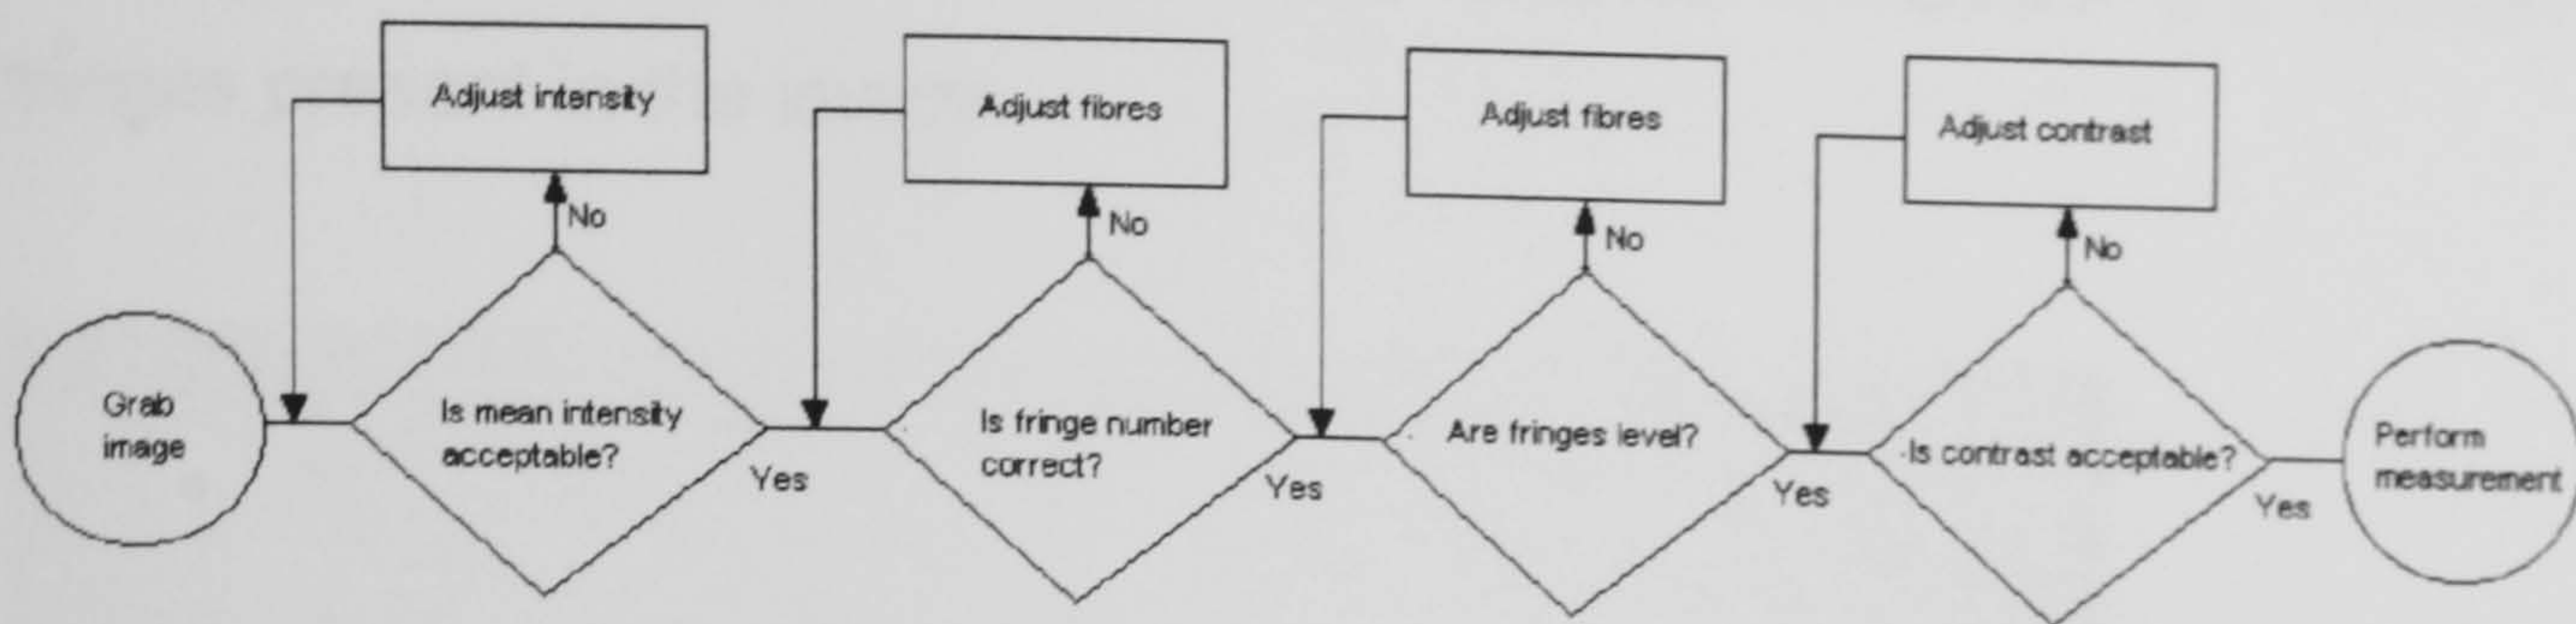 Adjust intensity
Adjust fibres
Adjust fibres
Adjust contrast
No
No
No
No
Grab
image
Is mean intensity
acceptable?
Yes
Is fringe number
correct?
Yes
Are fringes level?
Yes
Is contrast acceptable?
Yes
Perform
measurement